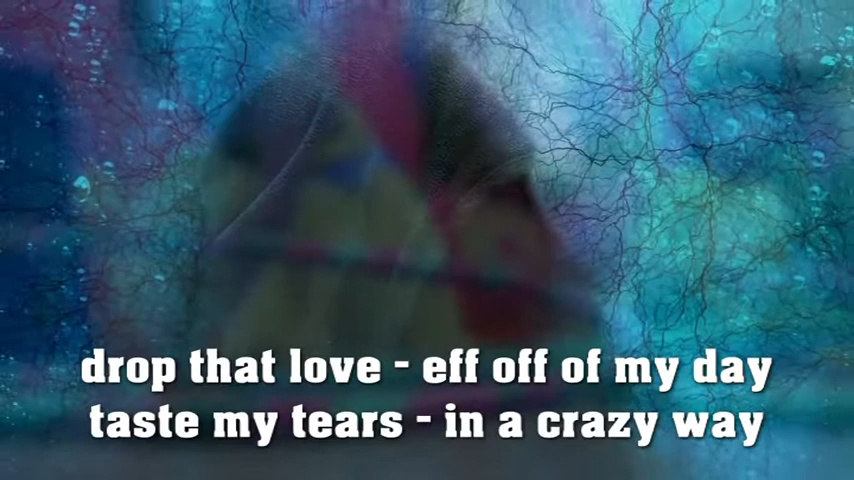 drop that love - eff off of my day
taste my tears - in a crazy way